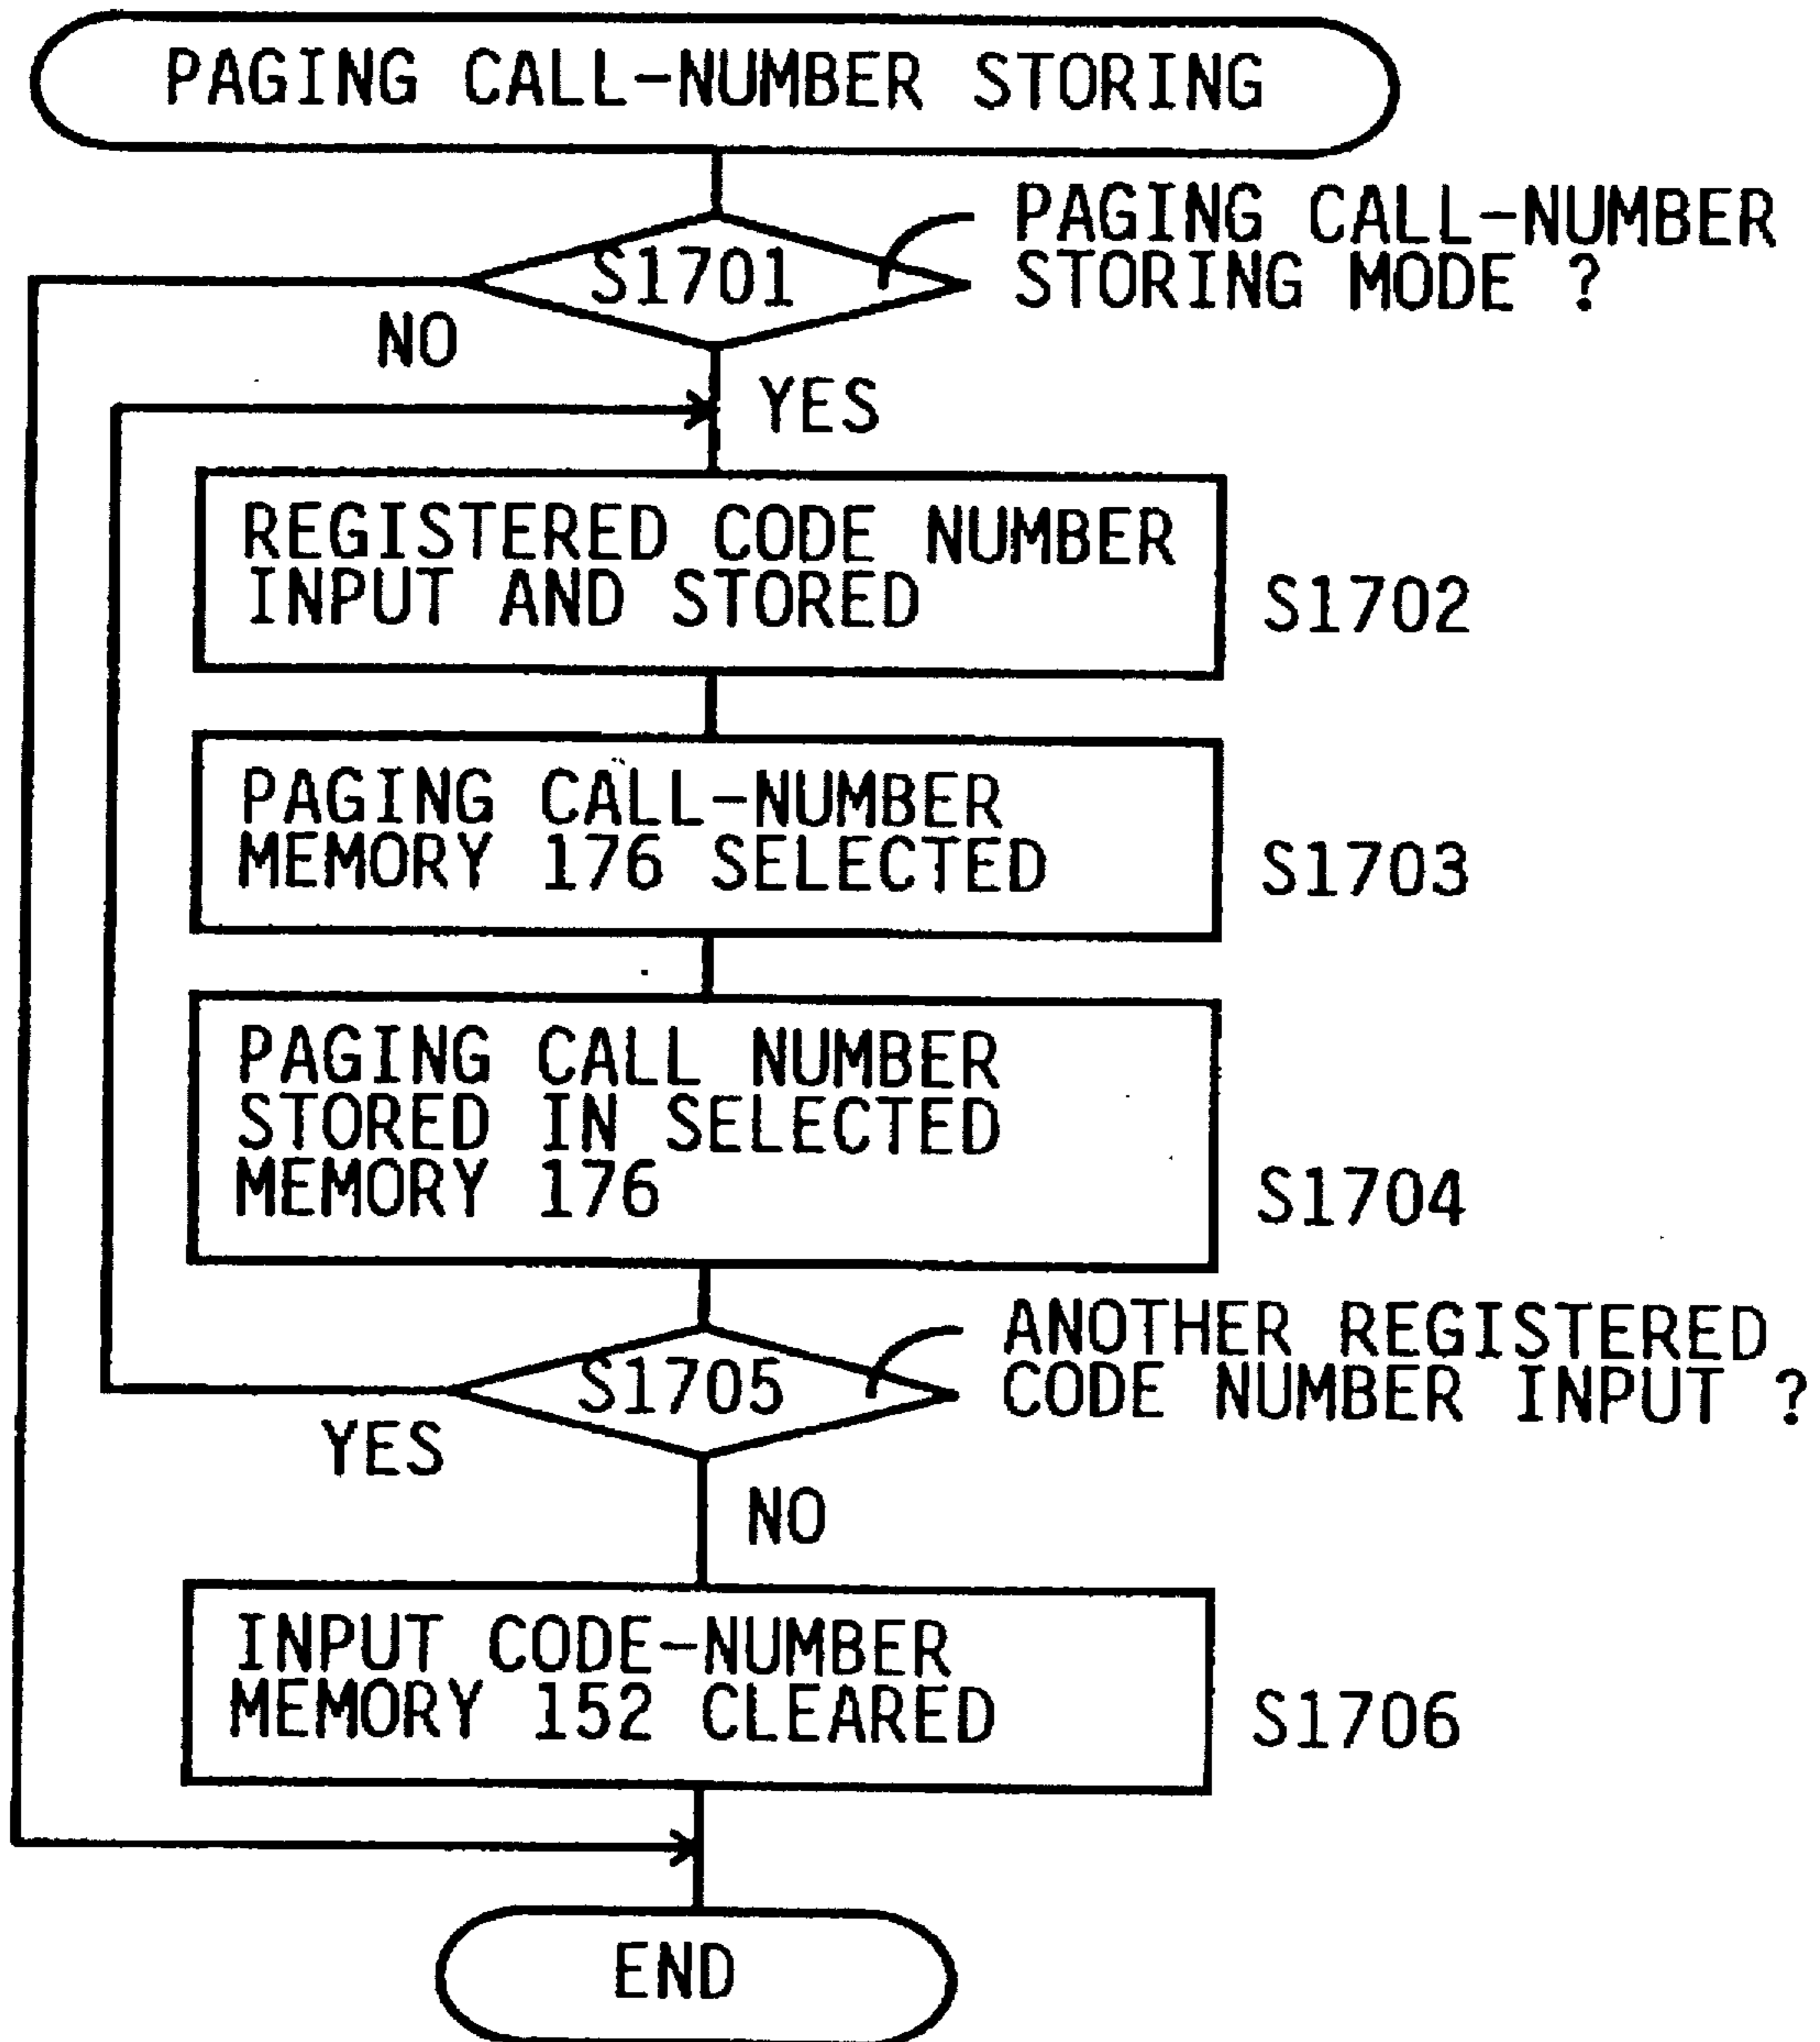 PAGING CALL-NUMBER STORING
PAGING CALL-NUMBER
STORING MODE ?
S1701
NO
YES
REGISTERED CODE NUMBER
INPUT AND STORED
S1702
PAGING CALL-NUMBER
MEMORY 176 SELECTED
S1703
PAGING CALL NUMBER
STORED IN SELECTED
MEMORY 176
S1704
ANOTHER REGISTERED
CODE NUMBER INPUT ?
S1705
YES
NO
INPUT CODE-NUMBER
MEMORY 152 CLEARED
S1706
END